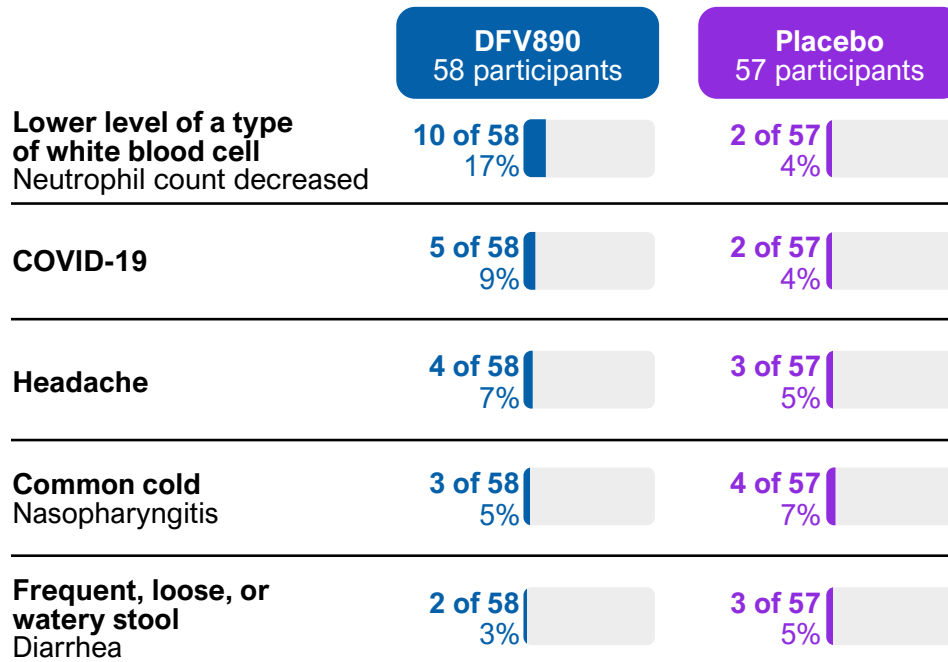 DFV890
58 participants
Placebo
57 participants
Lower level of a type
of white blood cell
Neutrophil count decreased
10 of 58
17%
2 of 57
4%
COVID-19
5 of 58
9%
2 of 57
4%
Headache
4 of 58
7%
3 of 57
5%
Common cold
Nasopharyngitis
3 of 58
5%
4 of 57
7%
Frequent, loose, or
watery stool
Diarrhea
2 of 58
3%
3 of 57
5%